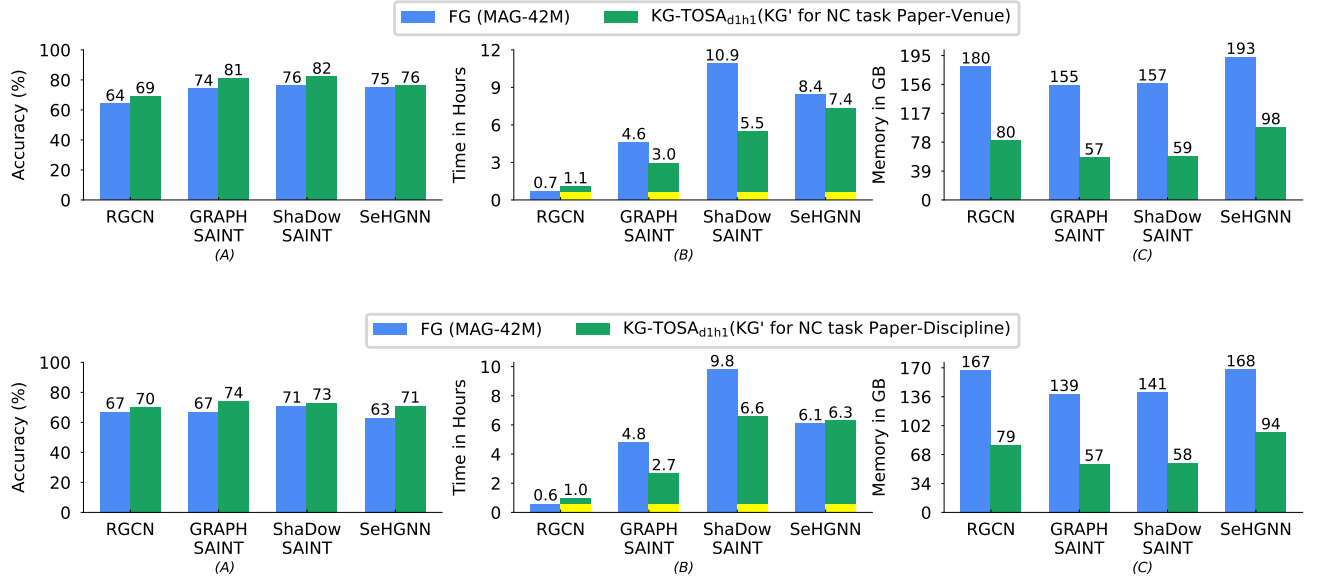 FG (MAG-42M) KG-TOSAd1h1(KG' for NC task Paper-Venue)
Accuracy (%)
100
80
60
40
20
0
64 69 74 81 76 82 75 76
RGCN GRAPH SAINT ShaDow SAINT SeHGNN
(A)
Time in Hours
12
9
6
3
0
0.7 1.1 4.6 3.0 10.9 5.5 8.4 7.4
RGCN GRAPH SAINT ShaDow SAINT SeHGNN
(B)
Memory in GB
195
156
117
78
39
0
180 80 155 57 157 59 193 98
RGCN GRAPH SAINT ShaDow SAINT SeHGNN
(C)
FG (MAG-42M) KG-TOSAd1h1(KG' for NC task Paper-Discipline)
Accuracy (%)
100
80
60
40
20
0
67 70 67 74 71 73 63 71
RGCN GRAPH SAINT ShaDow SAINT SeHGNN
(A)
Time in Hours
10
8
6
4
2
0
0.6 1.0 4.8 2.7 9.8 6.6 6.1 6.3
RGCN GRAPH SAINT ShaDow SAINT SeHGNN
(B)
Memory in GB
170
136
102
68
34
0
167 79 139 57 141 58 168 94
RGCN GRAPH SAINT ShaDow SAINT SeHGNN
(C)